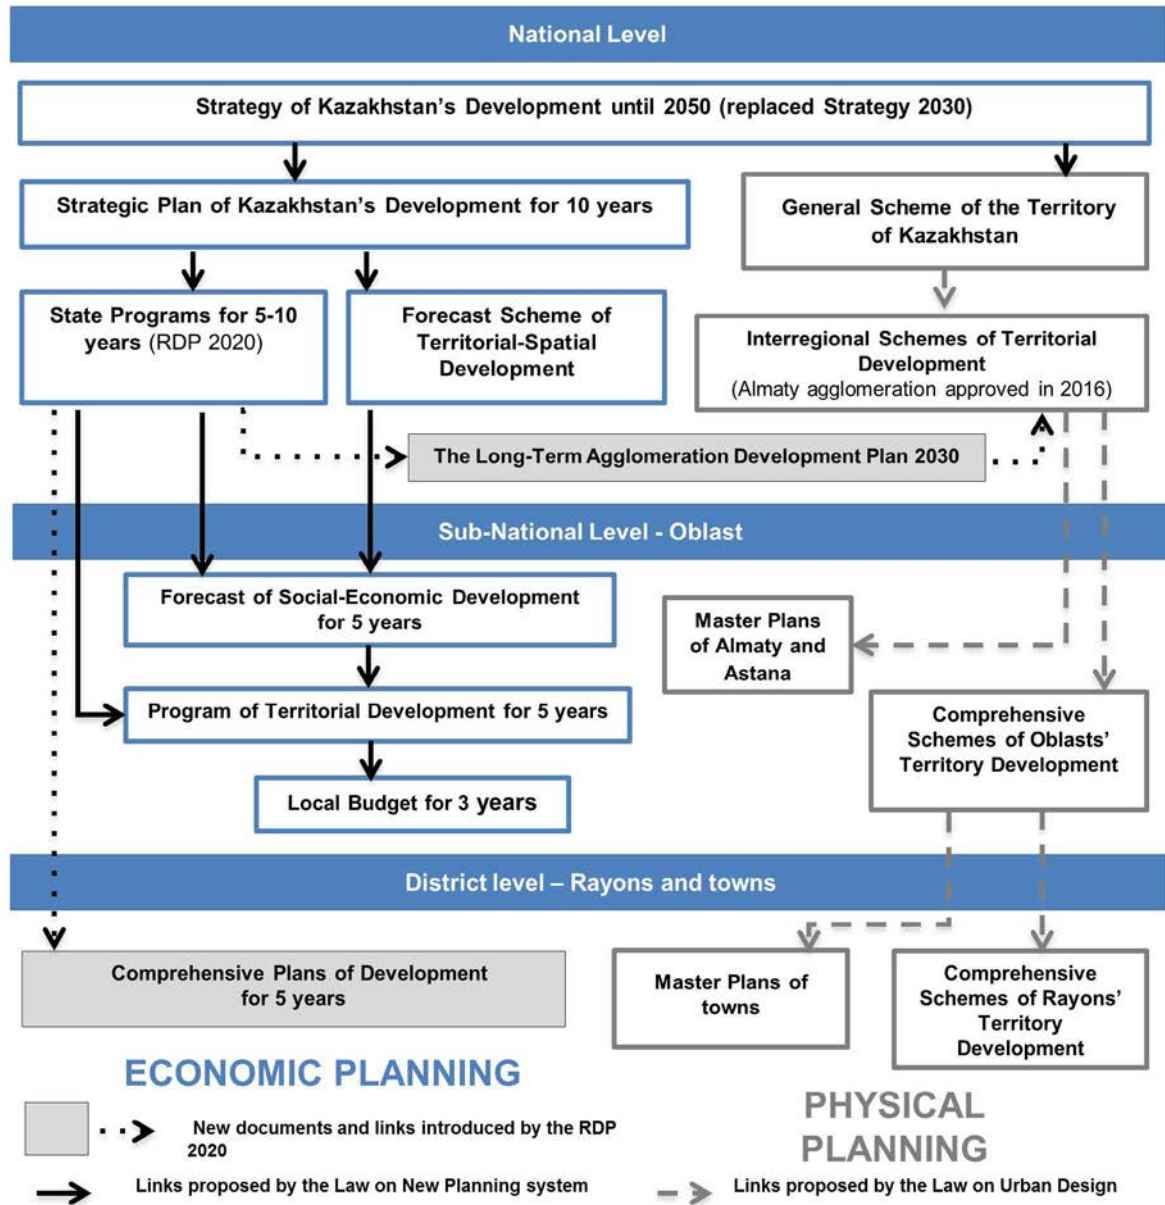 National Level
Strategy of Kazakhstan's Development until 2050 (replaced Strategy 2030)
Strategic Plan of Kazakhstan's Development for 10 years
General Scheme of the Territory
of Kazakhstan
State Programs for 5-10
years (RDP 2020)
Forecast Scheme of
Territorial-Spatial
Development
Interregional Schemes of Territorial
Development
(Almaty agglomeration approved in 2016)
The Long-Term Agglomeration Development Plan 2030
Sub-National Level - Oblast
Forecast of Social-Economic Development
for 5 years
Master Plans
of Almaty and
Astana
Program of Territorial Development for 5 years
Comprehensive
Schemes of Oblasts'
Territory Development
Local Budget for 3 years
District level – Rayons and towns
Comprehensive Plans of Development
for 5 years
Master Plans of
towns
Comprehensive
Schemes of Rayons'
Territory
Development
ECONOMIC PLANNING
PHYSICAL
PLANNING
New documents and links introduced by the RDP
2020
Links proposed by the Law on New Planning system
Links proposed by the Law on Urban Design